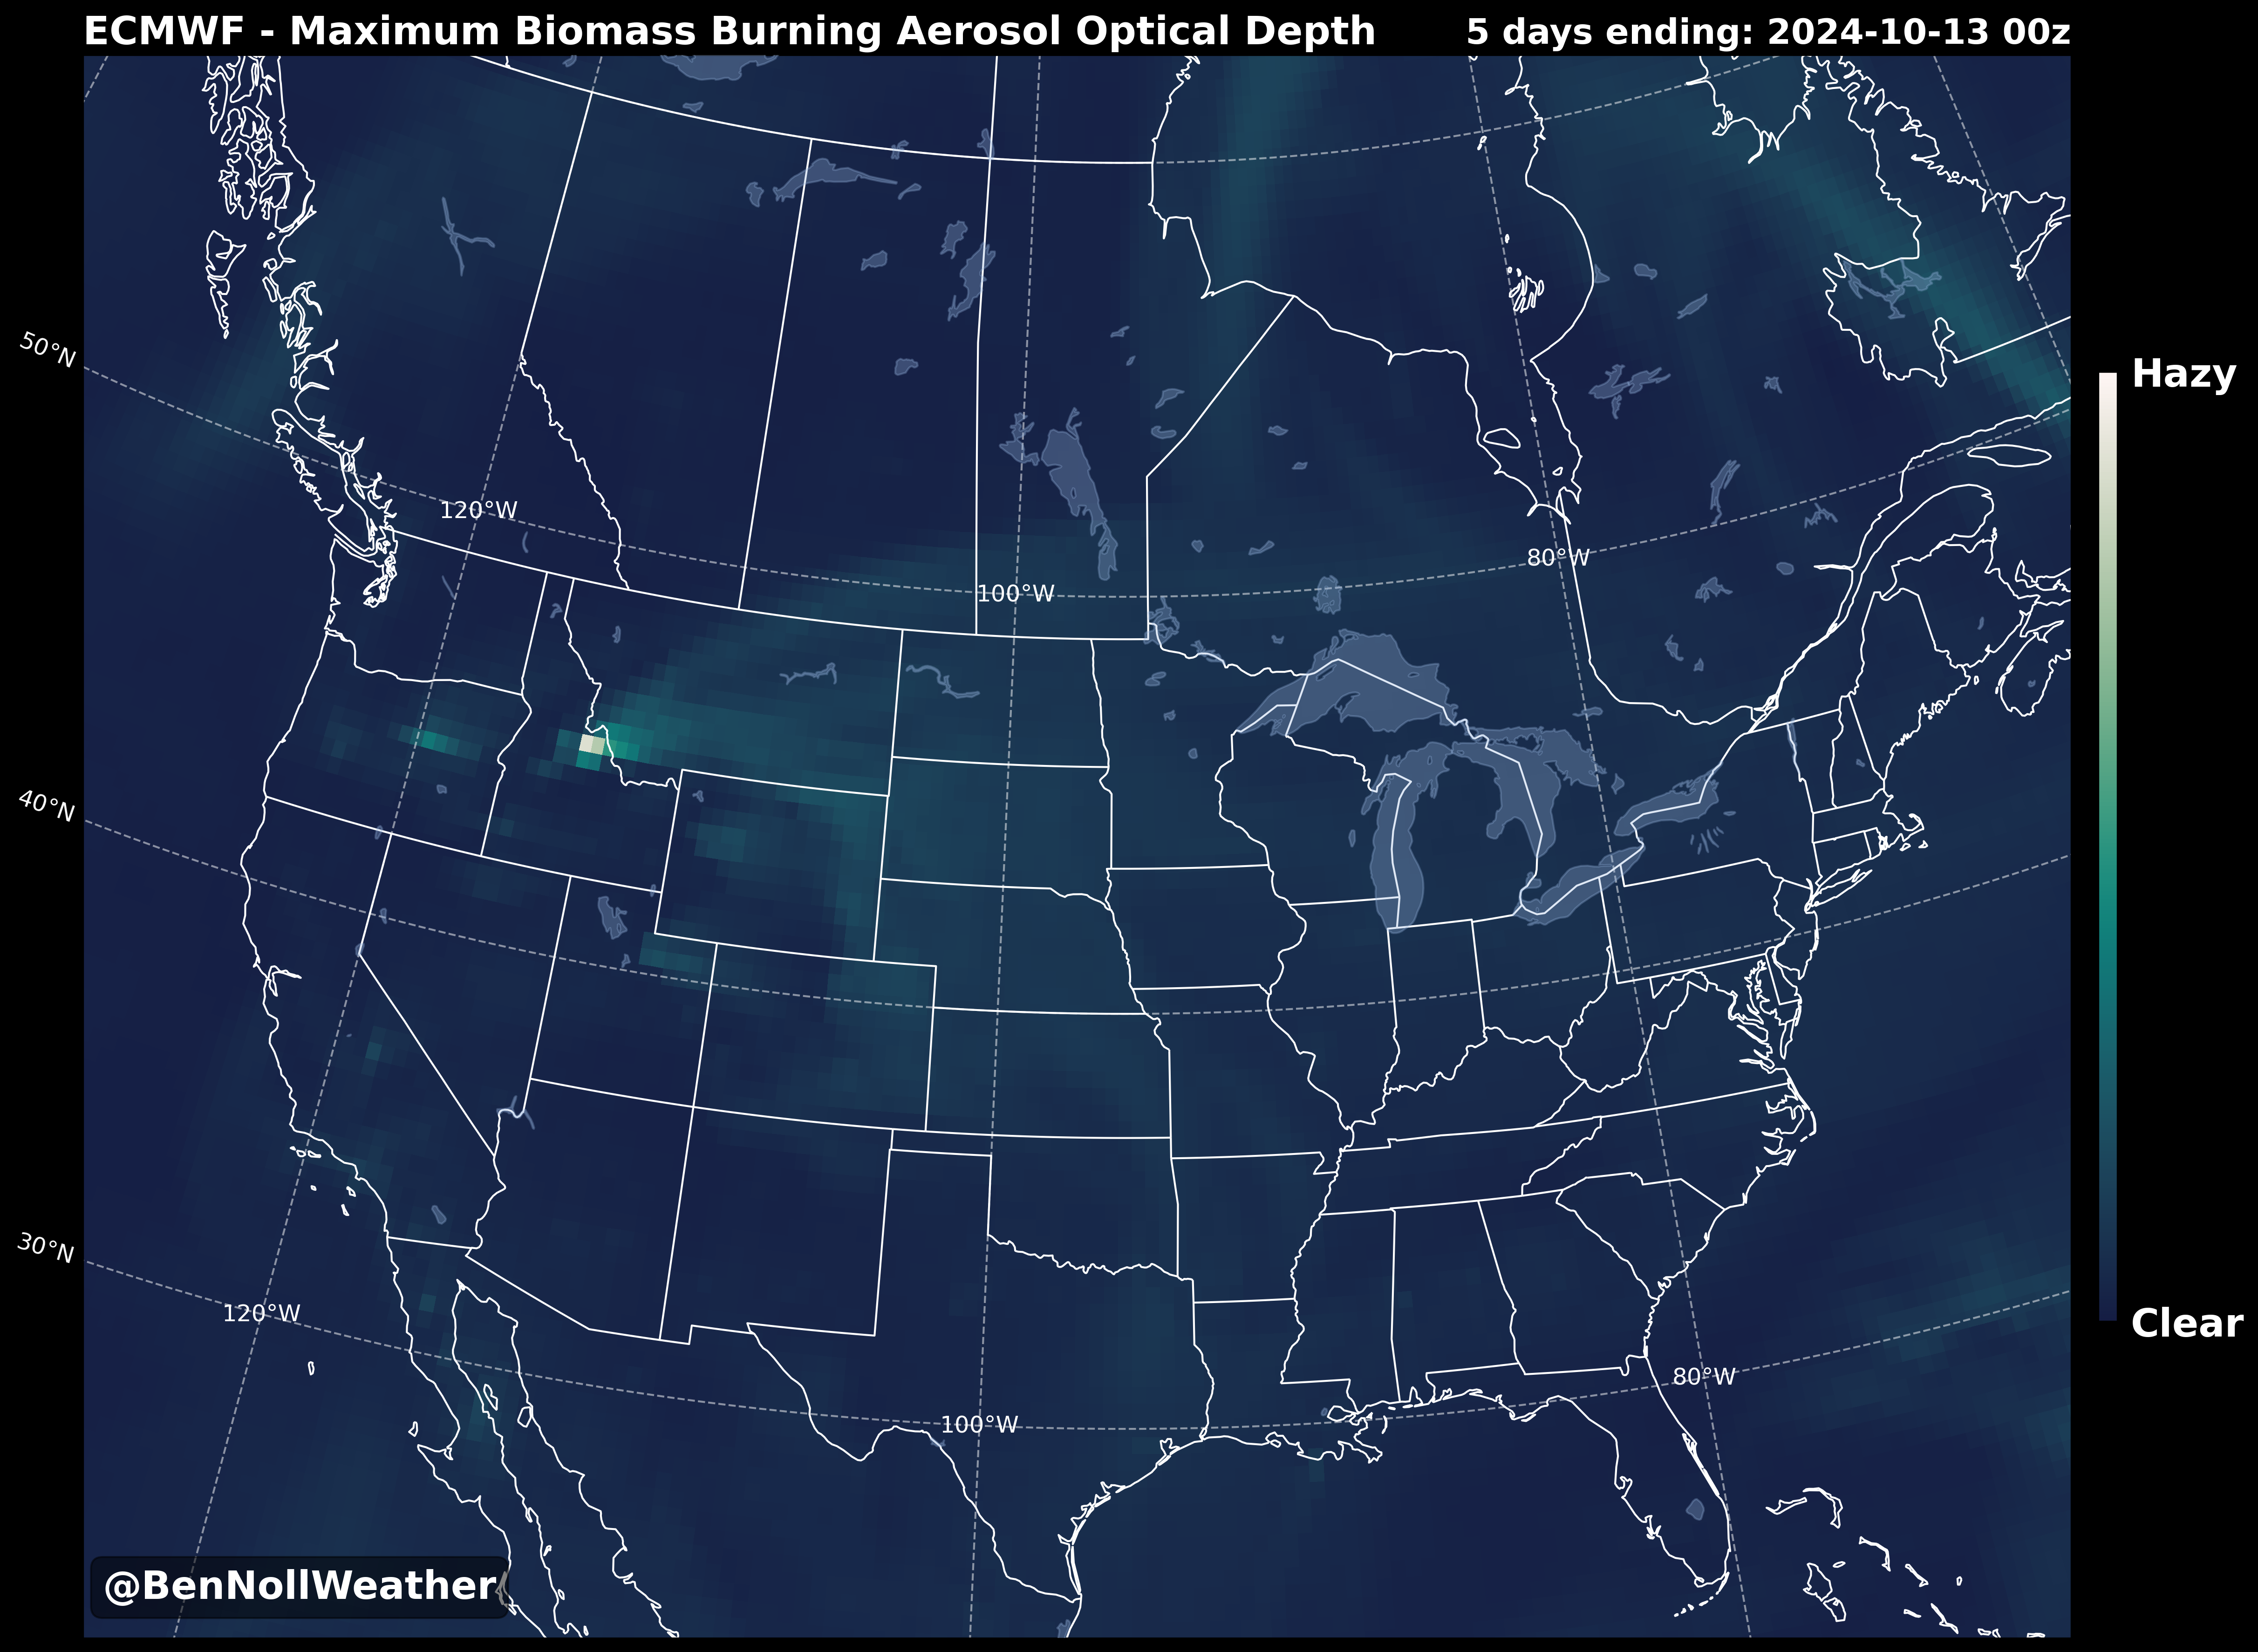 ECMWF - Maximum Biomass Burning Aerosol Optical Depth
5 days ending: 2024-10-13 00z
50°N
Hazy
120°W
80°W
100°W
40°N
30°N
120°W
Clear
80°W
100°W
@BenNollWeather